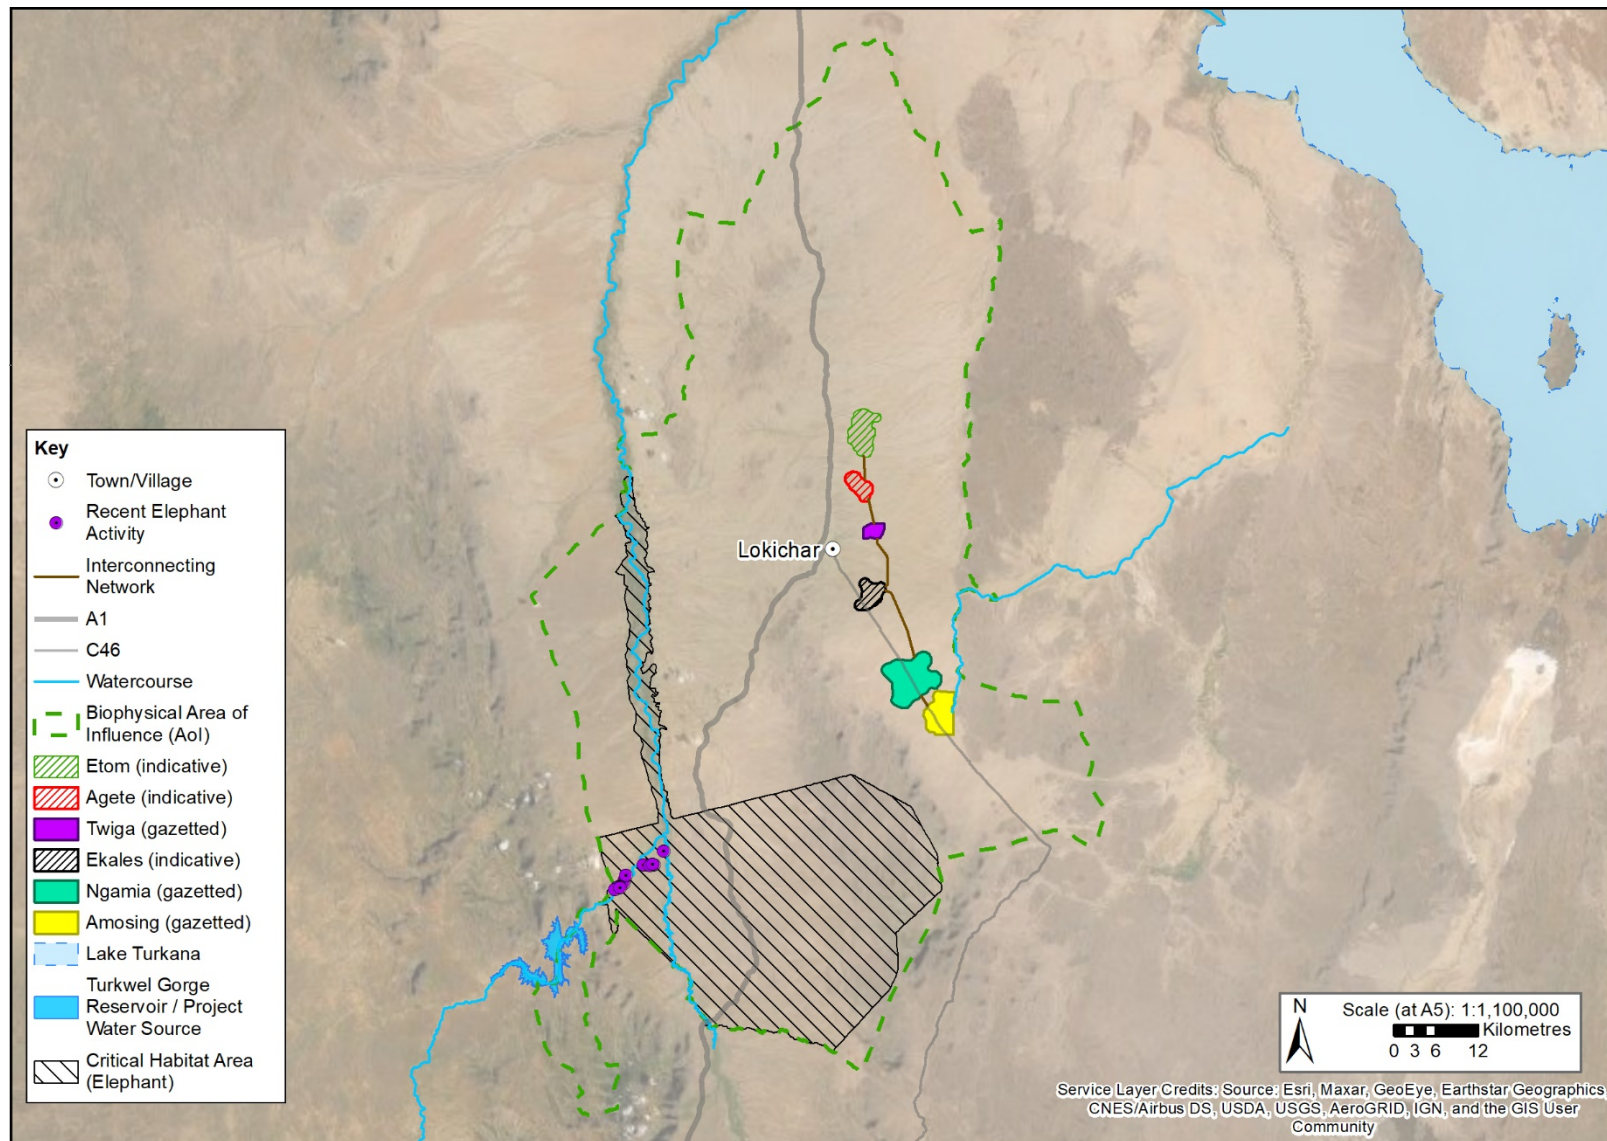 Lokichar
Key
Town/Village
Recent Elephant
Activity
Interconnecting
Network
A1
C46
Watercourse
Biophysical Area of
Influence (AoI)
Etom (indicative)
Agete (indicative)
Twiga (gazetted)
Ekales (indicative)
Ngamia (gazetted)
Amosing (gazetted)
Lake Turkana
Turkwel Gorge
Reservoir / Project
Water Source
Critical Habitat Area
(Elephant)
N
Scale (at A5): 1:1,100,000
Kilometres
0 3 6 12
Service Layer Credits: Source: Esri, Maxar, GeoEye, Earthstar Geographics,
CNES/Airbus DS, USDA, USGS, AeroGRID, IGN, and the GIS User
Community